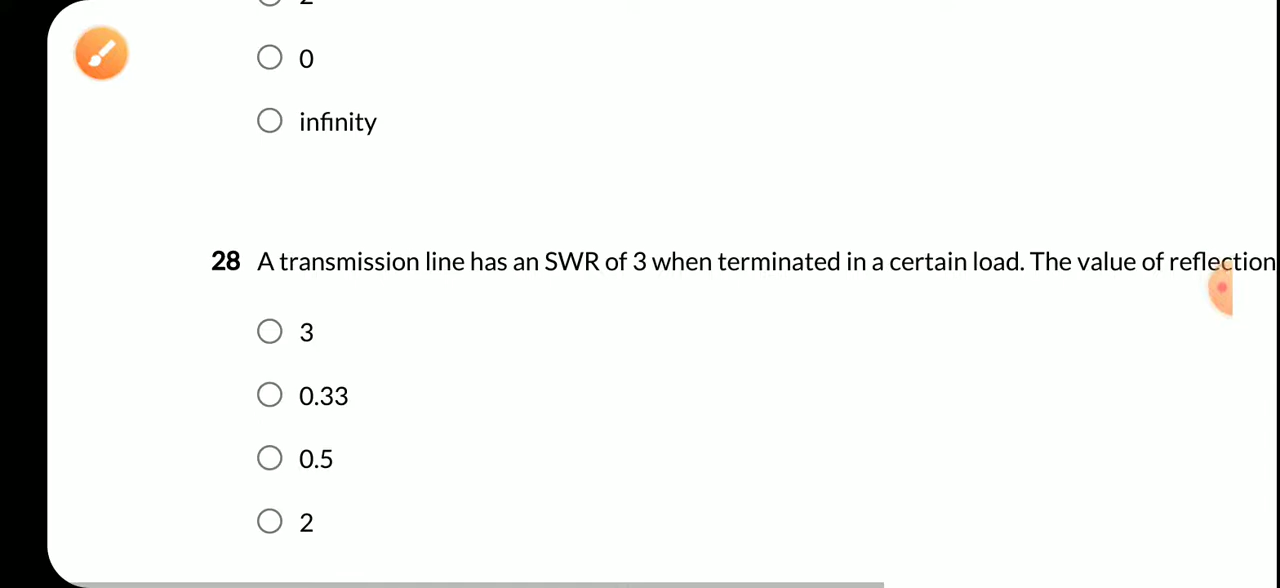 0
infinity
28 A transmission line has an SWR of 3 when terminated in a certain load. The value of reflection
3
0.33
0.5
2